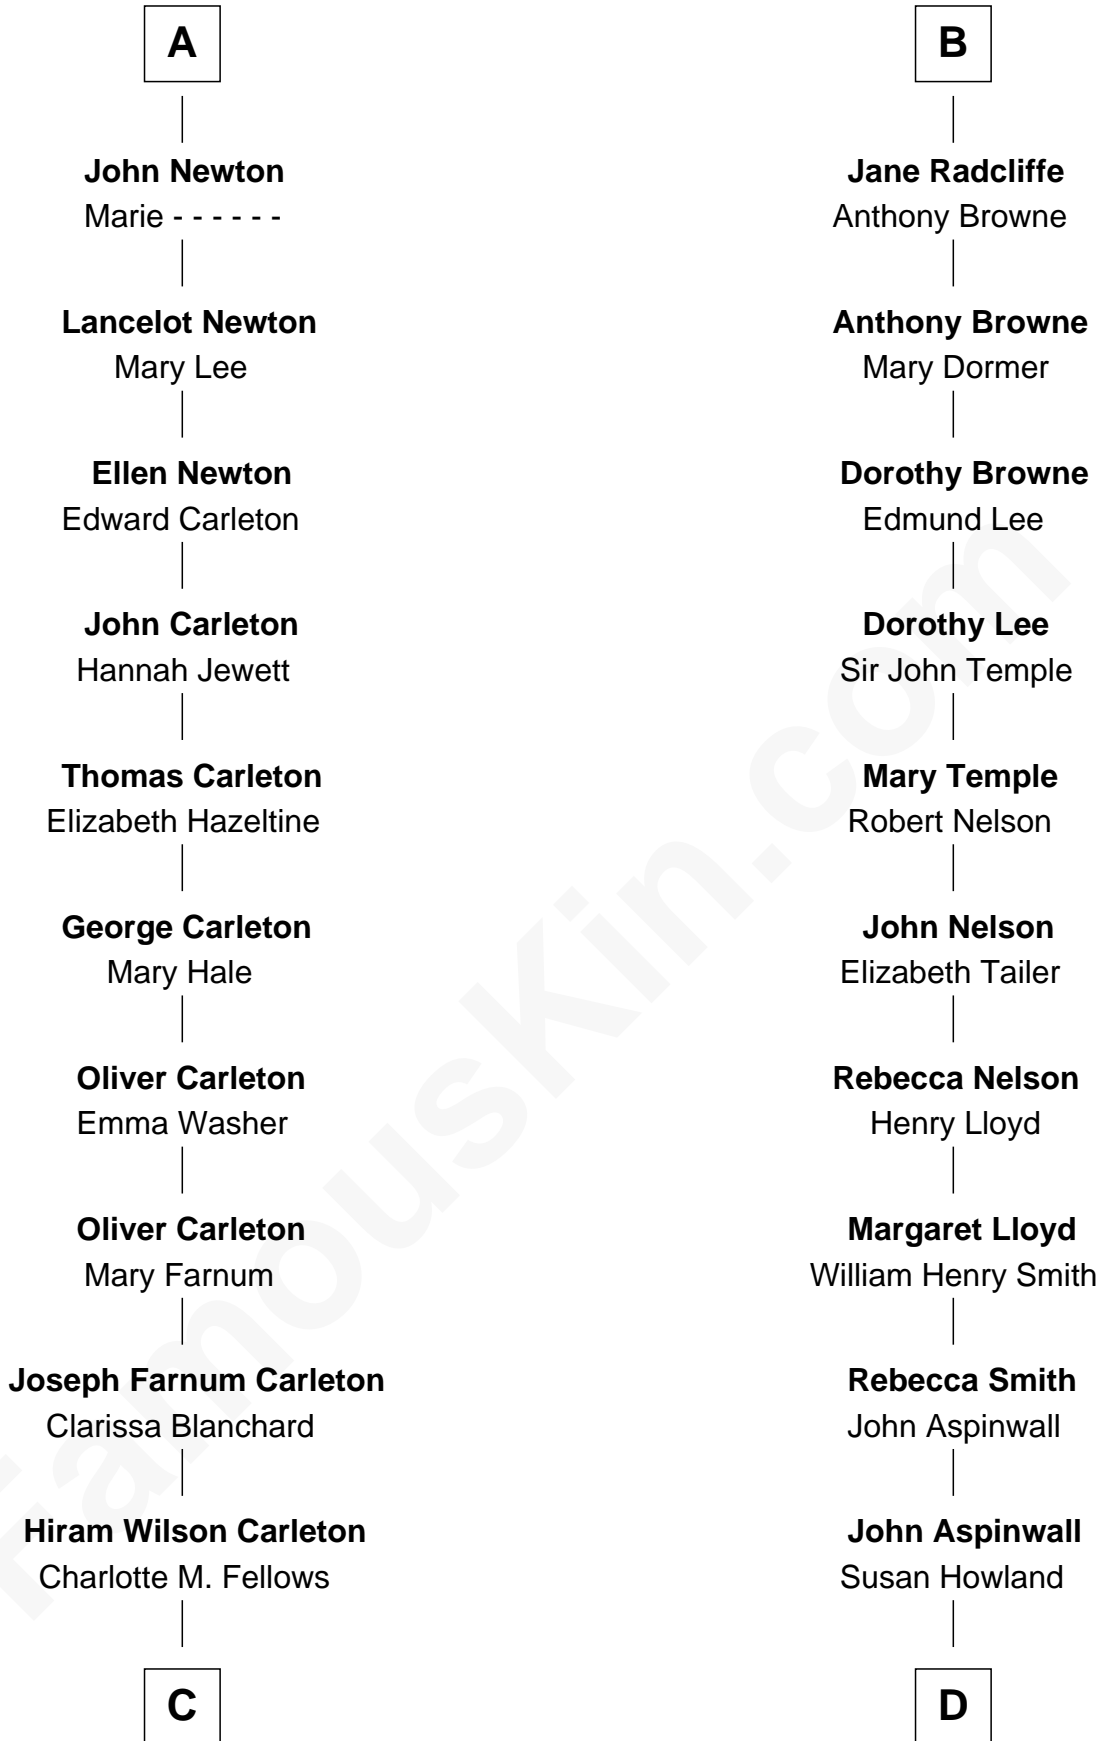 A
John Newton
Marie - - - - - -
Lancelot Newton
Mary Lee
Ellen Newton
Edward Carleton
John Carleton
Hannah Jewett
Thomas Carleton
Elizabeth Hazeltine
George Carleton
Mary Hale
Oliver Carleton
Emma Washer
Oliver Carleton
Mary Farnum
Joseph Farnum Carleton
Clarissa Blanchard
Hiram Wilson Carleton
Charlotte M. Fellows
C
B
Jane Radcliffe
Anthony Browne
Anthony Browne
Mary Dormer
Dorothy Browne
Edmund Lee
Dorothy Lee
Sir John Temple
Mary Temple
Robert Nelson
John Nelson
Elizabeth Tailer
Rebecca Nelson
Henry Lloyd
Margaret Lloyd
William Henry Smith
Rebecca Smith
John Aspinwall
John Aspinwall
Susan Howland
D
FamousKin.com